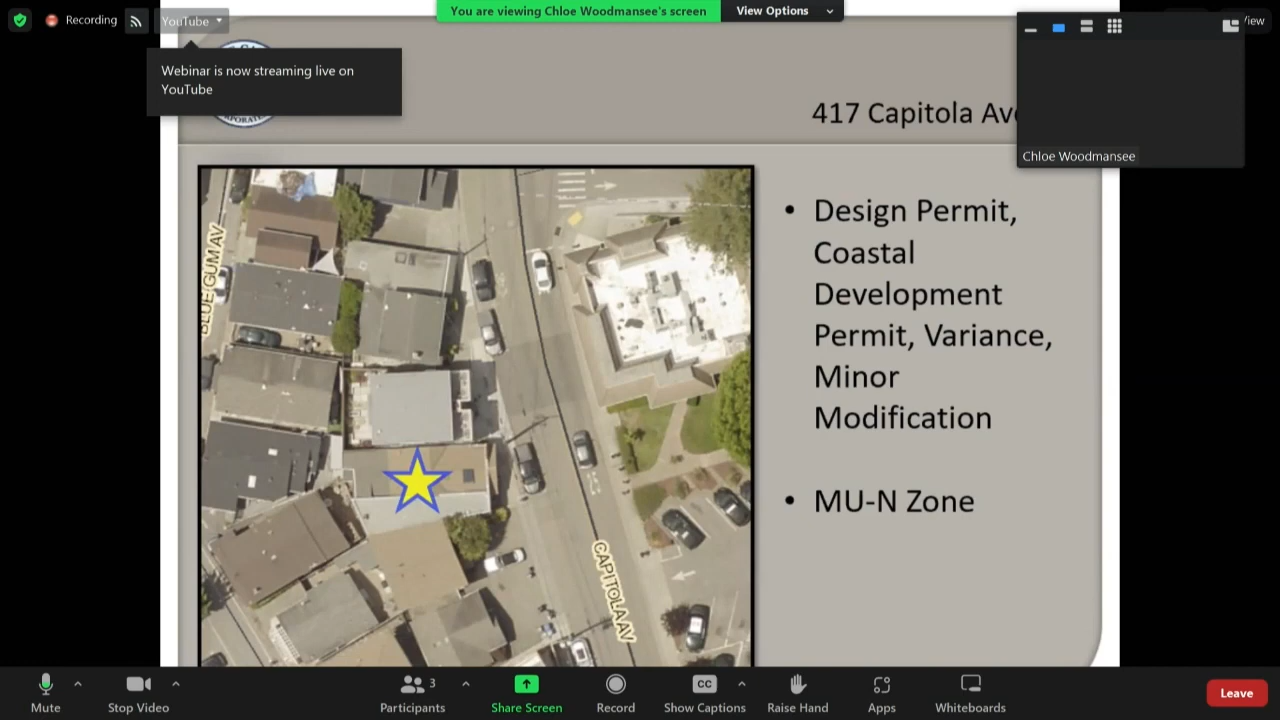 Recording
YouTube
You are viewing Chloe Woodmansee's screen
View Options
Webinar is now streaming live on
YouTube
417 Capitola Av
Chloe Woodmansee
• Design Permit,
Coastal
Development
Permit, Variance,
Minor
Modification
• MU-N Zone
BLUE GUM AV
25
CAPITOLA AV
Mute
Stop Video
Participants
3
Share Screen
Record
CC
Show Captions
Raise Hand
Apps
Whiteboards
Leave